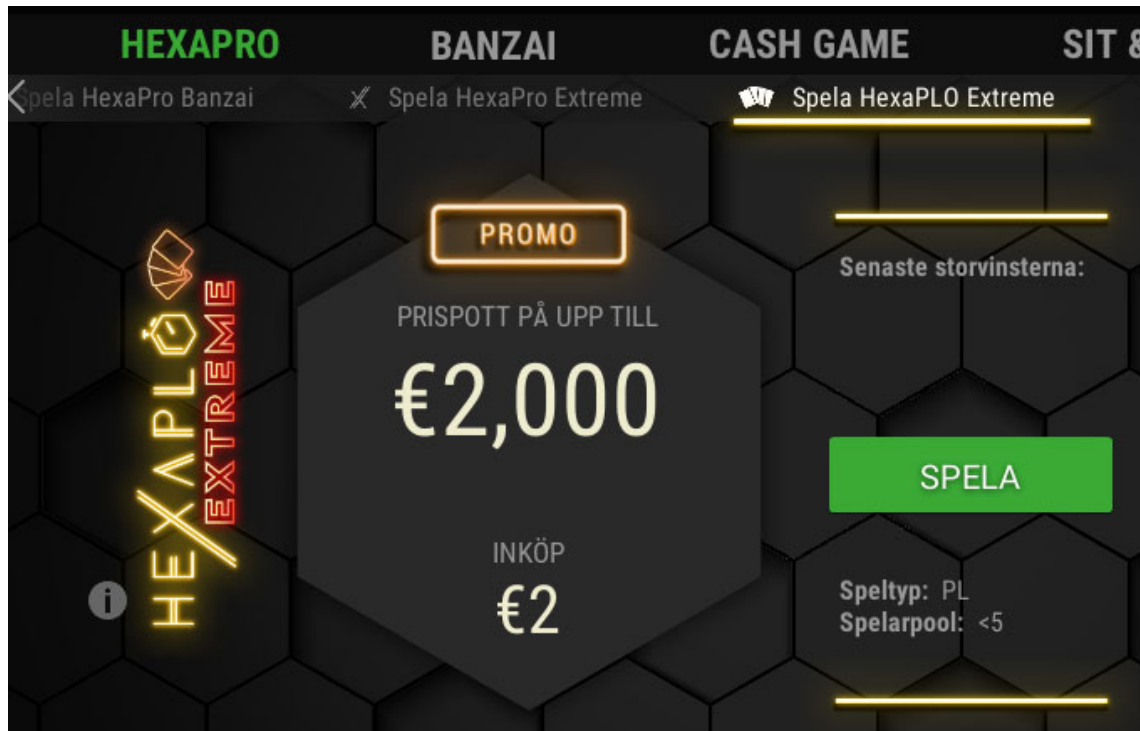 HEXAPRO BANZAI CASH GAME SIT &
Spela HexaPro Banzai Spela HexaPro Extreme Spela HexaPLO Extreme
HEXAPLO
EXTREME
PROMO
PRISPOTT PÅ UPP TILL
€2,000
INKÖP
€2
Senaste storvinsterna:
SPELA
Speltyp: PL
Spelarpool: <5
i